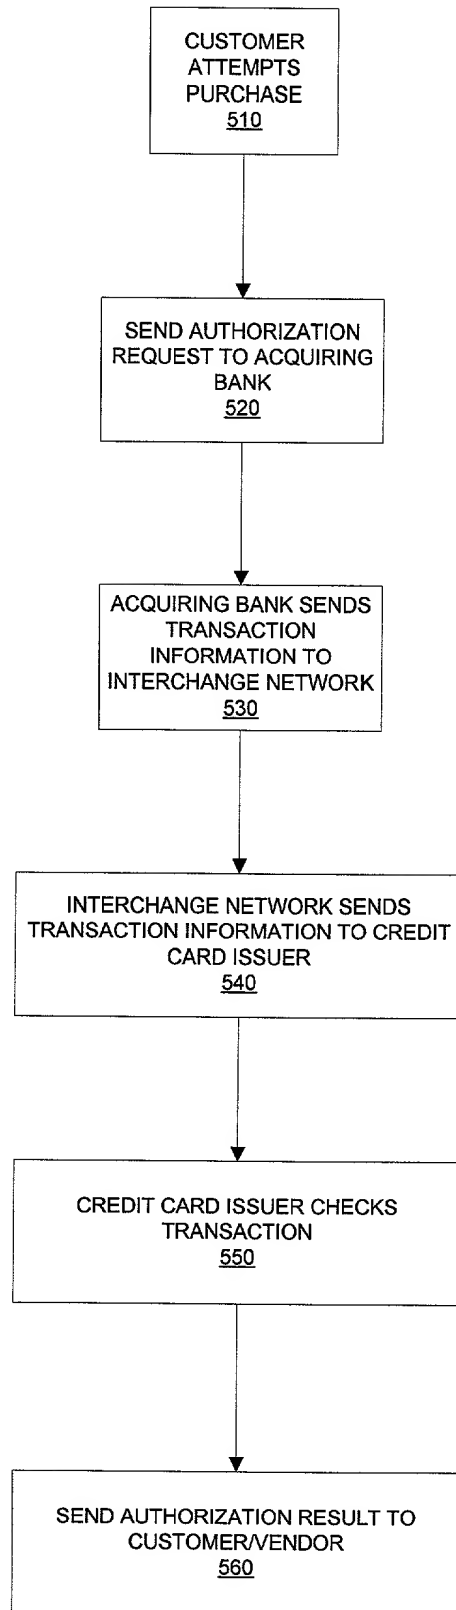 CUSTOMER
ATTEMPTS
PURCHASE
510
SEND AUTHORIZATION
REQUEST TO ACQUIRING
BANK
520
ACQUIRING BANK SENDS
TRANSACTION
INFORMATION TO
INTERCHANGE NETWORK
530
INTERCHANGE NETWORK SENDS
TRANSACTION INFORMATION TO CREDIT
CARD ISSUER
540
CREDIT CARD ISSUER CHECKS
TRANSACTION
550
SEND AUTHORIZATION RESULT TO
CUSTOMER/VENDOR
560